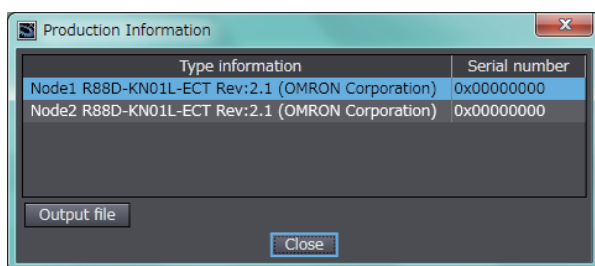 Production Information
Type information Serial number
Node1 R88D-KN01L-ECT Rev:2.1 (OMRON Corporation) 0x00000000
Node2 R88D-KN01L-ECT Rev:2.1 (OMRON Corporation) 0x00000000
Output file
Close